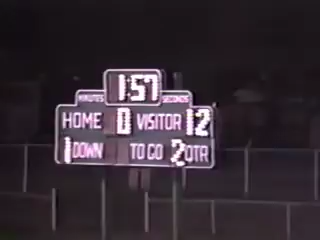 1:57
MINUTES SECONDS
HOME 0 VISITOR 12
1 DOWN TO GO 2 QTR